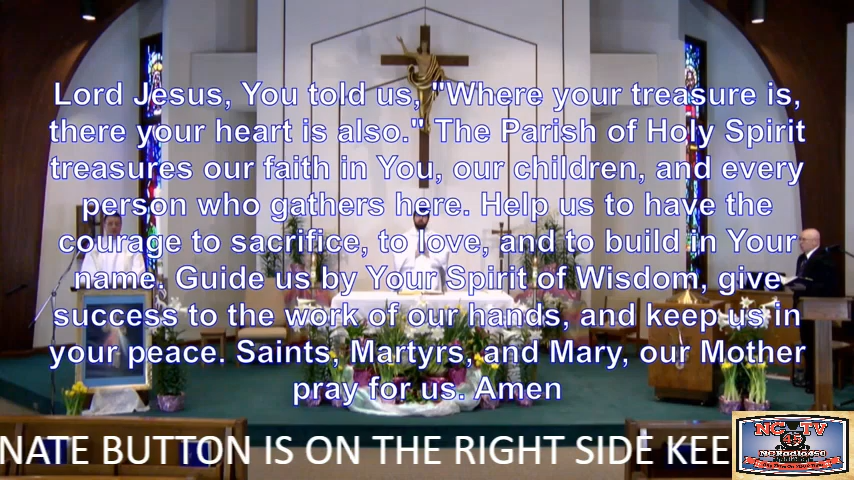 Lord Jesus, You told us, "Where your treasure is,
there your heart is also." The Parish of Holy Spirit
treasures our faith in You, our children, and every
person who gathers here. Help us to have the
courage to sacrifice, to love, and to build in Your
name. Guide us by Your Spirit of Wisdom, give
success to the work of our hands, and keep us in
your peace. Saints, Martyrs, and Mary, our Mother
pray for us. Amen
NATE BUTTON IS ON THE RIGHT SIDE KEE
NC TV
45
NCRadio450